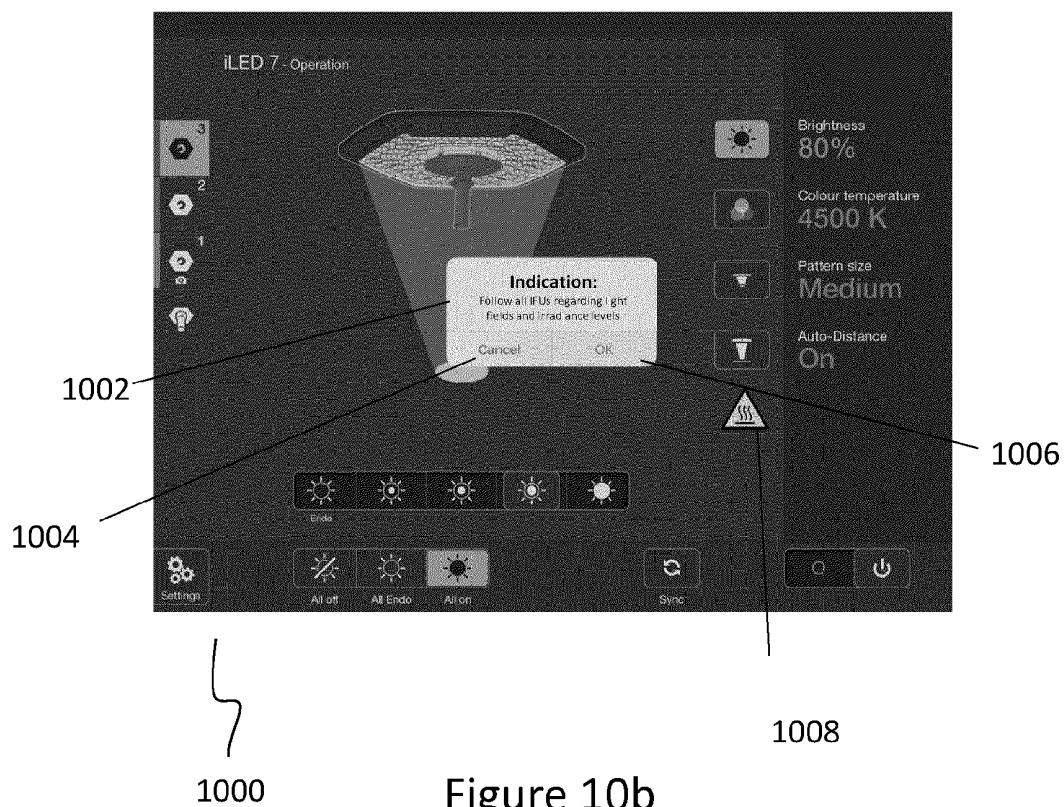 iLED 7 - Operation
3
2
1
Brightness
80%
Colour temperature
4500 K
Pattern size
Medium
Auto-Distance
On
Indication:
Follow all IFUs regarding light
fields and irradiance levels
Cancel OK
1002
1006
1004
Endo
Settings
All off All Endo All on
Sync
1008
1000
Figure 10b